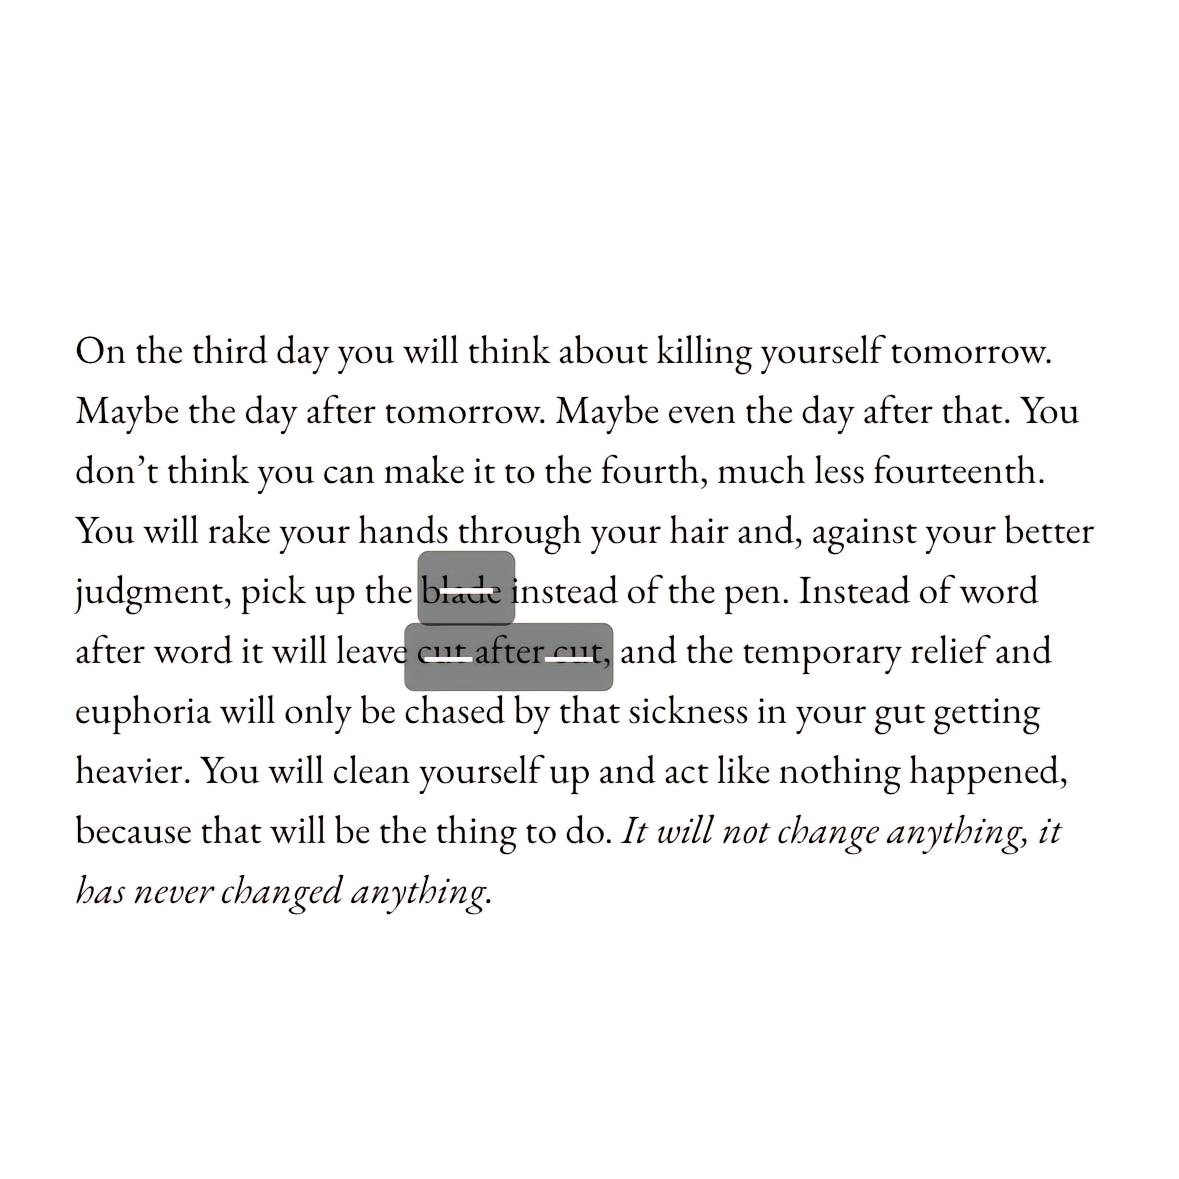 On the third day you will think about killing yourself tomorrow.
Maybe the day after tomorrow. Maybe even the day after that. You
don’t think you can make it to the fourth, much less fourteenth.
You will rake your hands through your hair and, against your better
judgment, pick up the blade instead of the pen. Instead of word
after word it will leave cut after cut, and the temporary relief and
euphoria will only be chased by that sickness in your gut getting
heavier. You will clean yourself up and act like nothing happened,
because that will be the thing to do. It will not change anything, it
has never changed anything.